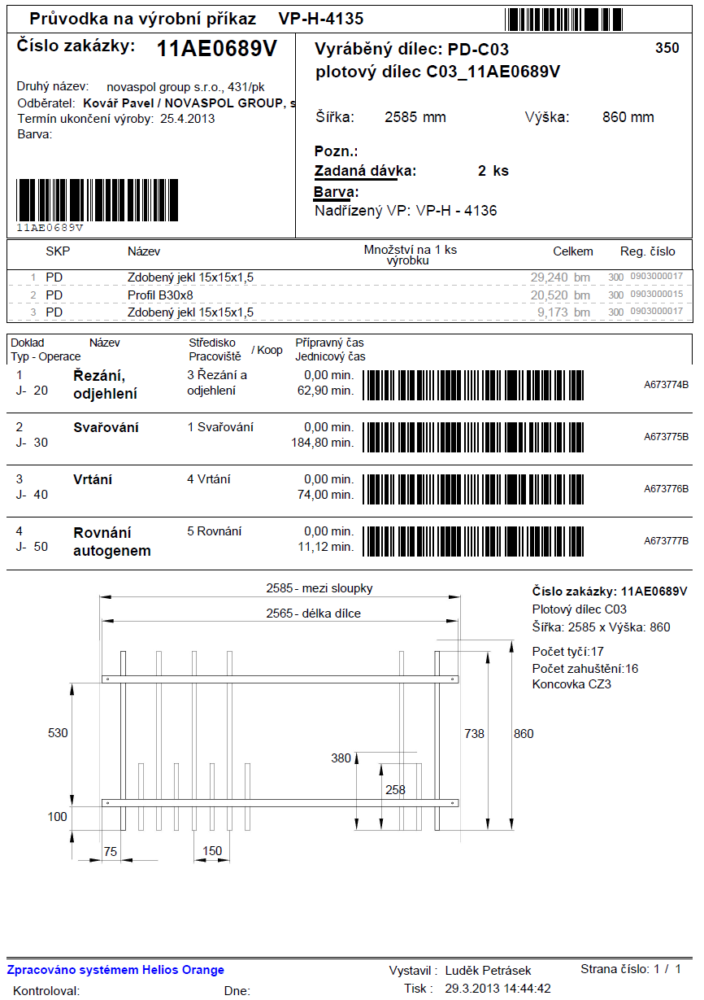 Průvodka na výrobní příkaz VP-H-4135
Číslo zakázky: 11AE0689V
Druhý název: novaspol group s.r.o., 431/pk
Odběratel: Kovář Pavel / NOVASPOL GROUP, s
Termín ukončení výroby: 25.4.2013
Barva:
11AE0689V
Vyráběný dílec: PD-C03 350
plotový dílec C03_11AE0689V
Šířka: 2585 mm Výška: 860 mm
Pozn.:
Zadaná dávka: 2 ks
Barva:
Nadřízený VP: VP-H - 4136
SKP Název Množství na 1 ks výrobku Celkem Reg. číslo
1 PD Zdobený jekl 15x15x1,5 29,240 bm 300 0903000017
2 PD Profil B30x8 20,520 bm 300 0903000015
3 PD Zdobený jekl 15x15x1,5 9,173 bm 300 0903000017
Doklad Název Středisko / Koop Přípravný čas
Typ - Operace Pracoviště Jednicový čas
1 Řezání, 3 Řezání a 0,00 min.
J- 20 odjehlení odjehlení 62,90 min. A673774B
2 Svařování 1 Svařování 0,00 min.
J- 30 184,80 min. A673775B
3 Vrtání 4 Vrtání 0,00 min.
J- 40 74,00 min. A673776B
4 Rovnání 5 Rovnání 0,00 min.
J- 50 autogenem 11,12 min. A673777B
2585 - mezi sloupky
2565 - délka dílce
530
100
75
150
380
258
738
860
Číslo zakázky: 11AE0689V
Plotový dílec C03
Šířka: 2585 x Výška: 860
Počet tyčí:17
Počet zahuštění:16
Koncovka CZ3
Zpracováno systémem Helios Orange Vystavil : Luděk Petrásek Strana číslo: 1 / 1
Kontroloval: Dne: Tisk : 29.3.2013 14:44:42